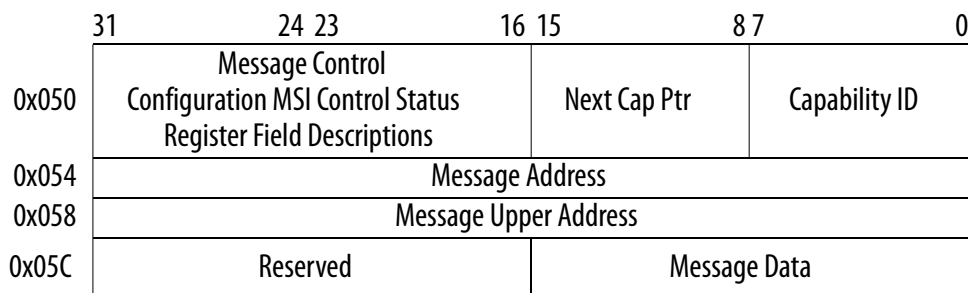 31 24 23 16 15 8 7 0
Message Control
0x050 Configuration MSI Control Status Next Cap Ptr Capability ID
Register Field Descriptions
0x054 Message Address
0x058 Message Upper Address
0x05C Reserved Message Data